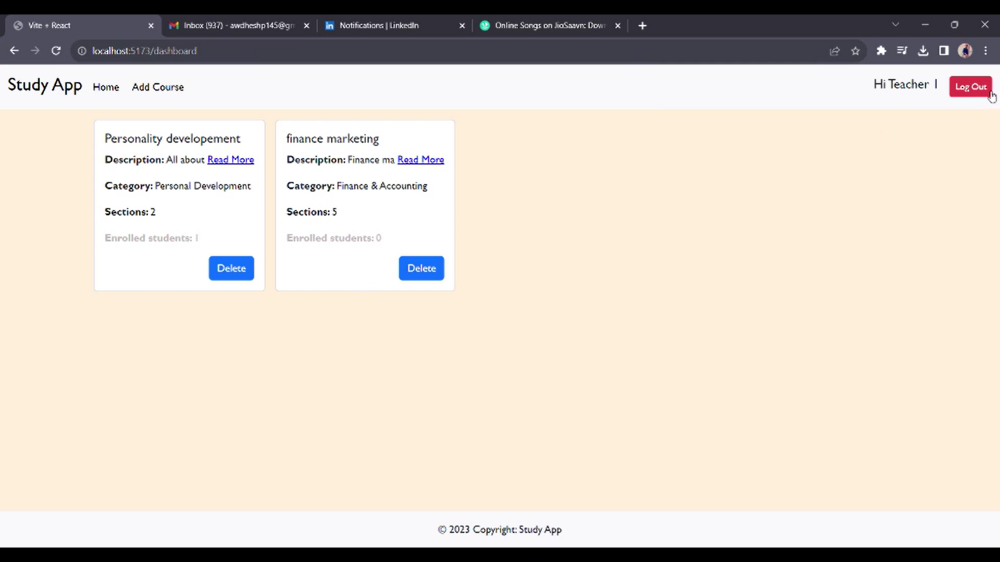 Vite + React
Inbox (937) - awdheshp145@gm
Notifications | LinkedIn
Online Songs on JioSaavn: Dow
localhost:5173/dashboard
Study App Home Add Course
Hi Teacher 1
Log Out
Personality developement
Description: All about Read More
Category: Personal Development
Sections: 2
Enrolled students: 1
Delete
finance marketing
Description: Finance ma Read More
Category: Finance & Accounting
Sections: 5
Enrolled students: 0
Delete
© 2023 Copyright: Study App